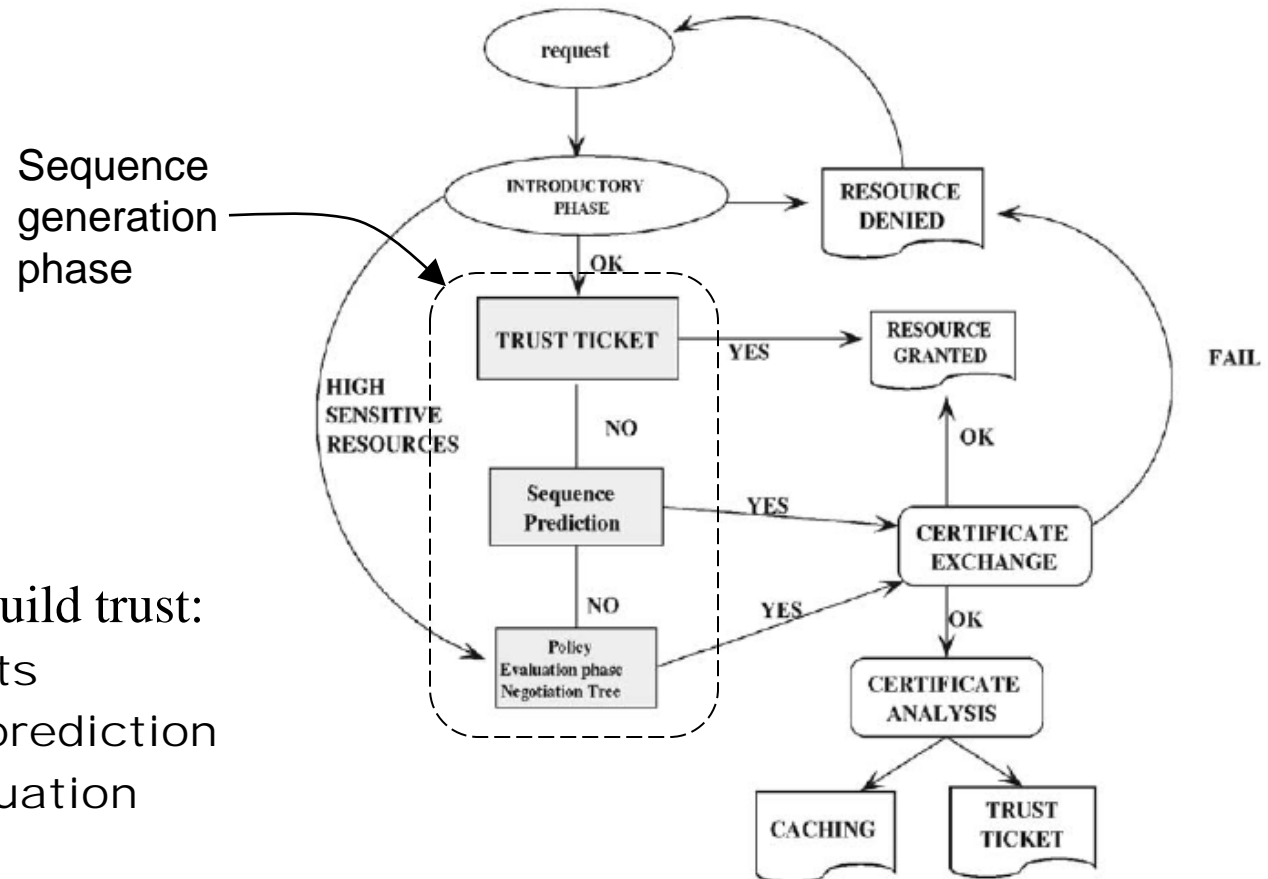 request
Sequence
generation
phase
INTRODUCTORY
PHASE
RESOURCE
DENIED
OK
TRUST TICKET
YES
RESOURCE
GRANTED
FAIL
HIGH
SENSITIVE
RESOURCES
NO
OK
Sequence
Prediction
YES
CERTIFICATE
EXCHANGE
uild trust:
NO
YES
OK
ts
Policy
Evaluation phase
Negotiation Tree
prediction
CERTIFICATE
ANALYSIS
uation
CACHING
TRUST
TICKET